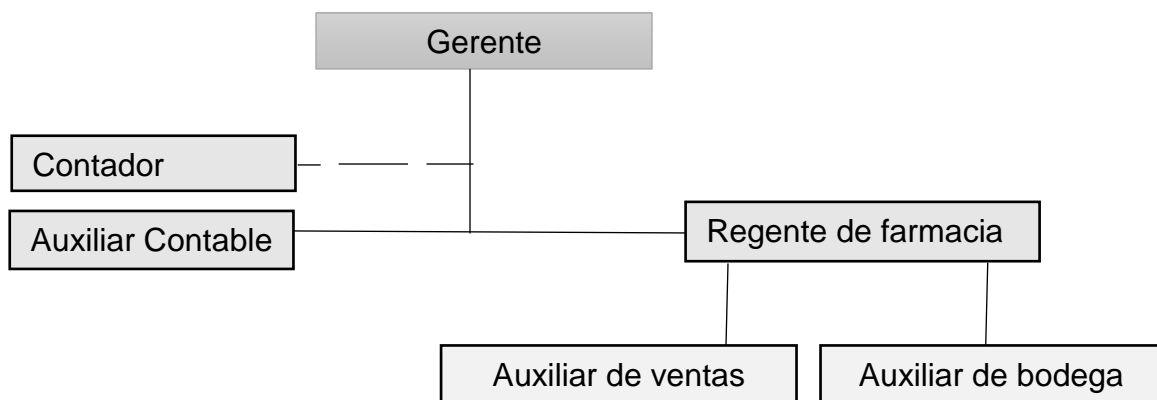 Gerente
Contador
Auxiliar Contable
Regente de farmacia
Auxiliar de ventas
Auxiliar de bodega